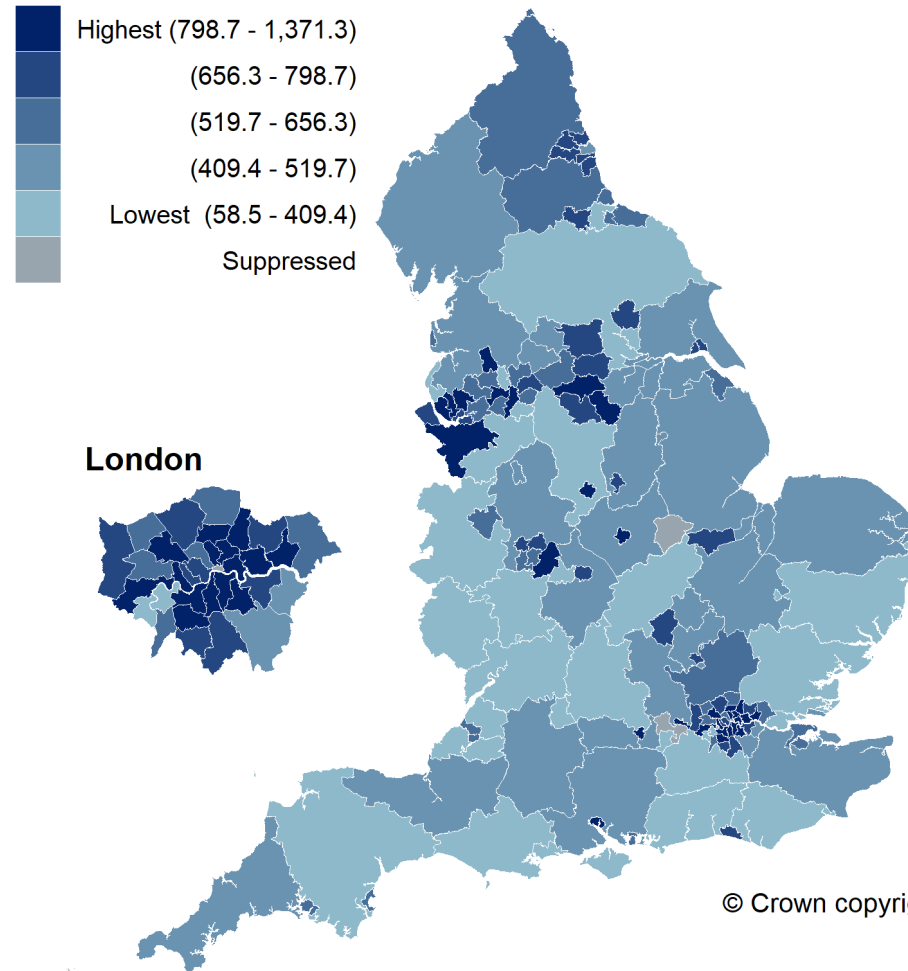 Highest (798.7 - 1,371.3)
(656.3 - 798.7)
(519.7 - 656.3)
(409.4 - 519.7)
Lowest (58.5 - 409.4)
Suppressed
London
© Crown copyri